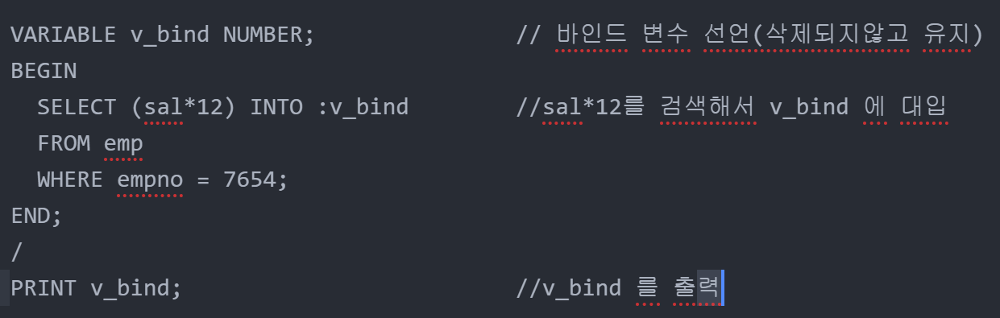 VARIABLE v_bind NUMBER; // 바인드 변수 선언(삭제되지않고 유지)
BEGIN
SELECT (sal*12) INTO :v_bind //sal*12를 검색해서 v_bind 에 대입
FROM emp
WHERE empno = 7654;
END;
/
PRINT v_bind; //v_bind 를 출력